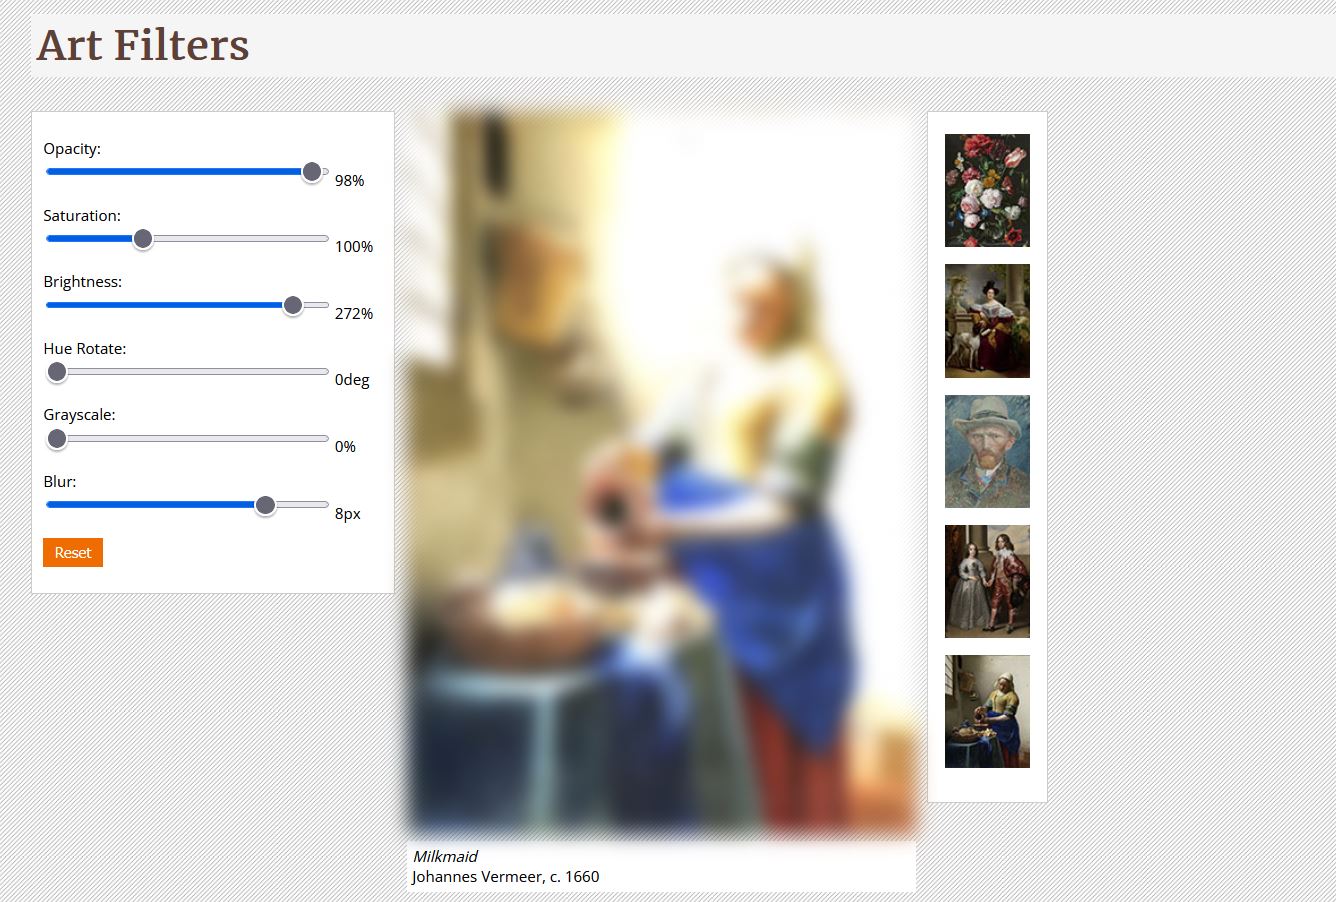 Art Filters
Opacity:
98%
Saturation:
100%
Brightness:
272%
Hue Rotate:
0deg
Grayscale:
0%
Blur:
8px
Reset
Milkmaid
Johannes Vermeer, c. 1660